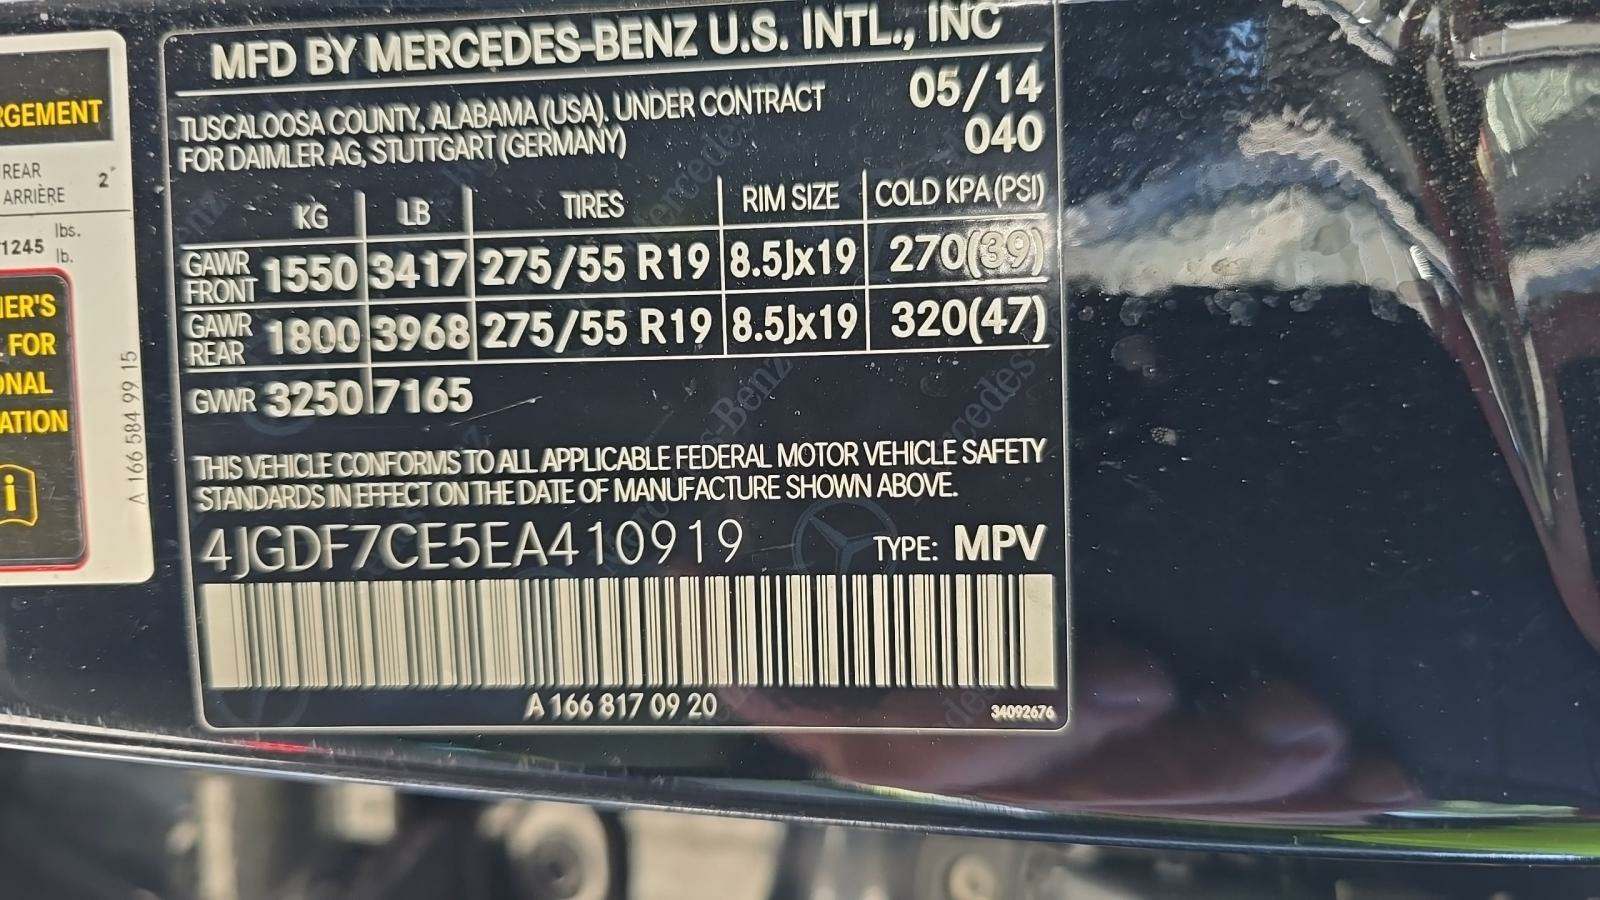 RGEMENT
REAR
ARRIÈRE
2
1245 lbs.
lb.
NER'S
FOR
ONAL
ATION
i
A 166 584 99 15
MFD BY MERCEDES-BENZ U.S. INTL., INC
TUSCALOOSA COUNTY, ALABAMA (USA), UNDER CONTRACT 05/14
FOR DAIMLER AG, STUTTGART (GERMANY) 040
KG LB TIRES RIM SIZE COLD KPA (PSI)
GAWR FRONT 1550 3417 275/55 R19 8.5Jx19 270(39)
GAWR REAR 1800 3968 275/55 R19 8.5Jx19 320(47)
GVWR 3250 7165
THIS VEHICLE CONFORMS TO ALL APPLICABLE FEDERAL MOTOR VEHICLE SAFETY
STANDARDS IN EFFECT ON THE DATE OF MANUFACTURE SHOWN ABOVE.
4JGDF7CE5EA410919 TYPE: MPV
A 166 817 09 20
34092676